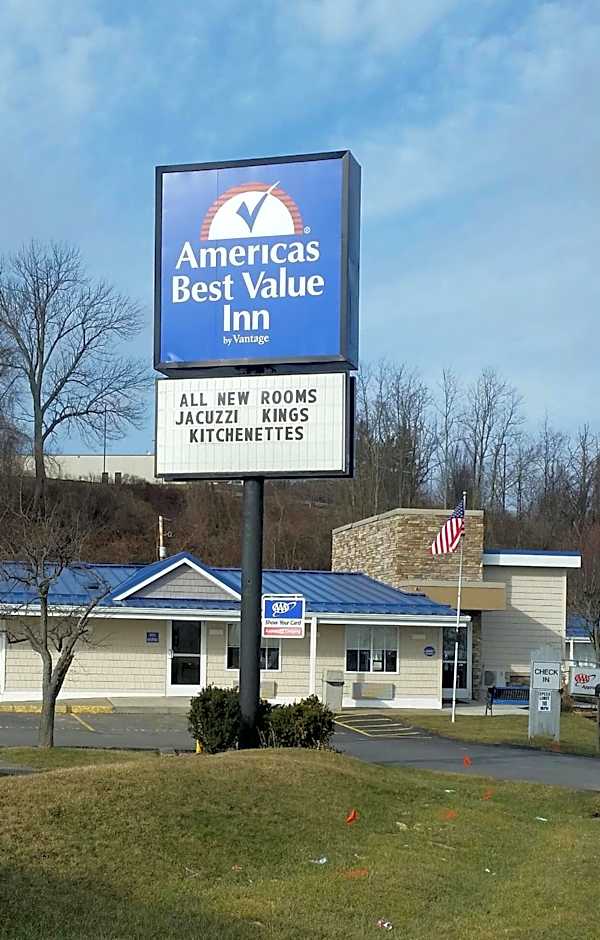 Americas
Best Value
Inn
by Vantage
ALL NEW ROOMS
JACUZZI KINGS
KITCHENETTES
AAA
Show Your Card
CHECK
IN
AAA